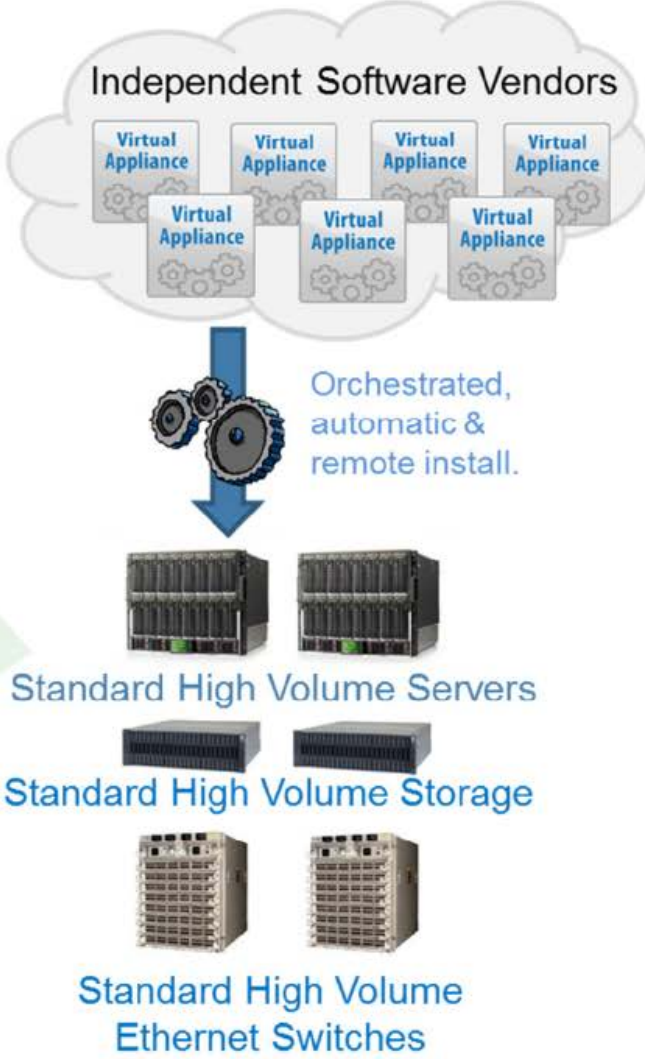 Independent Software Vendors
Virtual
Appliance
Virtual
Appliance
Virtual
Appliance
Virtual
Appliance
Virtual
Appliance
Virtual
Appliance
Virtual
Appliance
Orchestrated,
automatic &
remote install.
Standard High Volume Servers
Standard High Volume Storage
Standard High Volume
Ethernet Switches